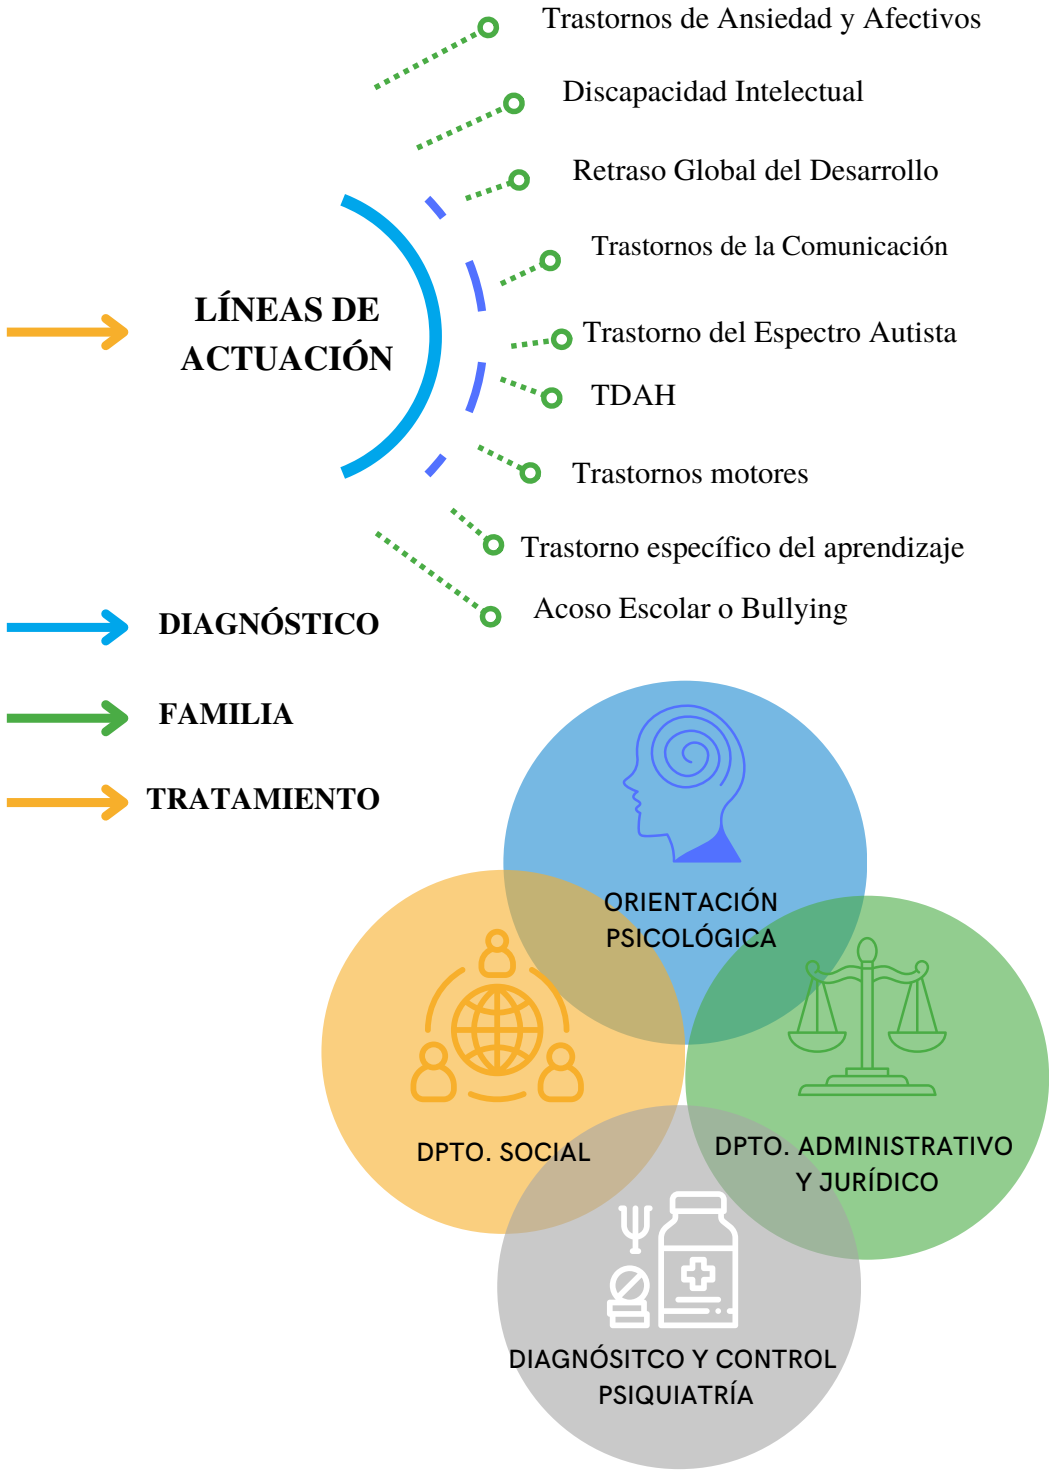 Trastornos de Ansiedad y Afectivos
Discapacidad Intelectual
Retraso Global del Desarrollo
Trastornos de la Comunicación
LÍNEAS DE
ACTUACIÓN
Trastorno del Espectro Autista
TDAH
Trastornos motores
Trastorno específico del aprendizaje
Acoso Escolar o Bullying
DIAGNÓSTICO
FAMILIA
TRATAMIENTO
ORIENTACIÓN
PSICOLÓGICA
DPTO. SOCIAL
DPTO. ADMINISTRATIVO
Y JURÍDICO
DIAGNÓSITCO Y CONTROL
PSIQUIATRÍA